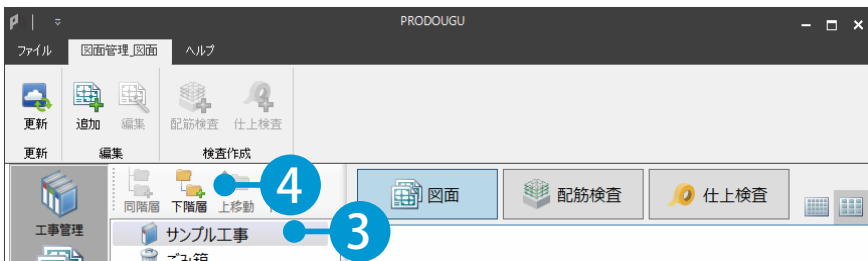 PRODOUGU
ファイル 図面管理_図面 ヘルプ
更新 追加 編集 配筋検査 仕上検査
更新 編集 検査作成
同階層 下階層 上移動
4
図面 配筋検査 仕上検査
工事管理
サンプル工事
3
ごみ箱